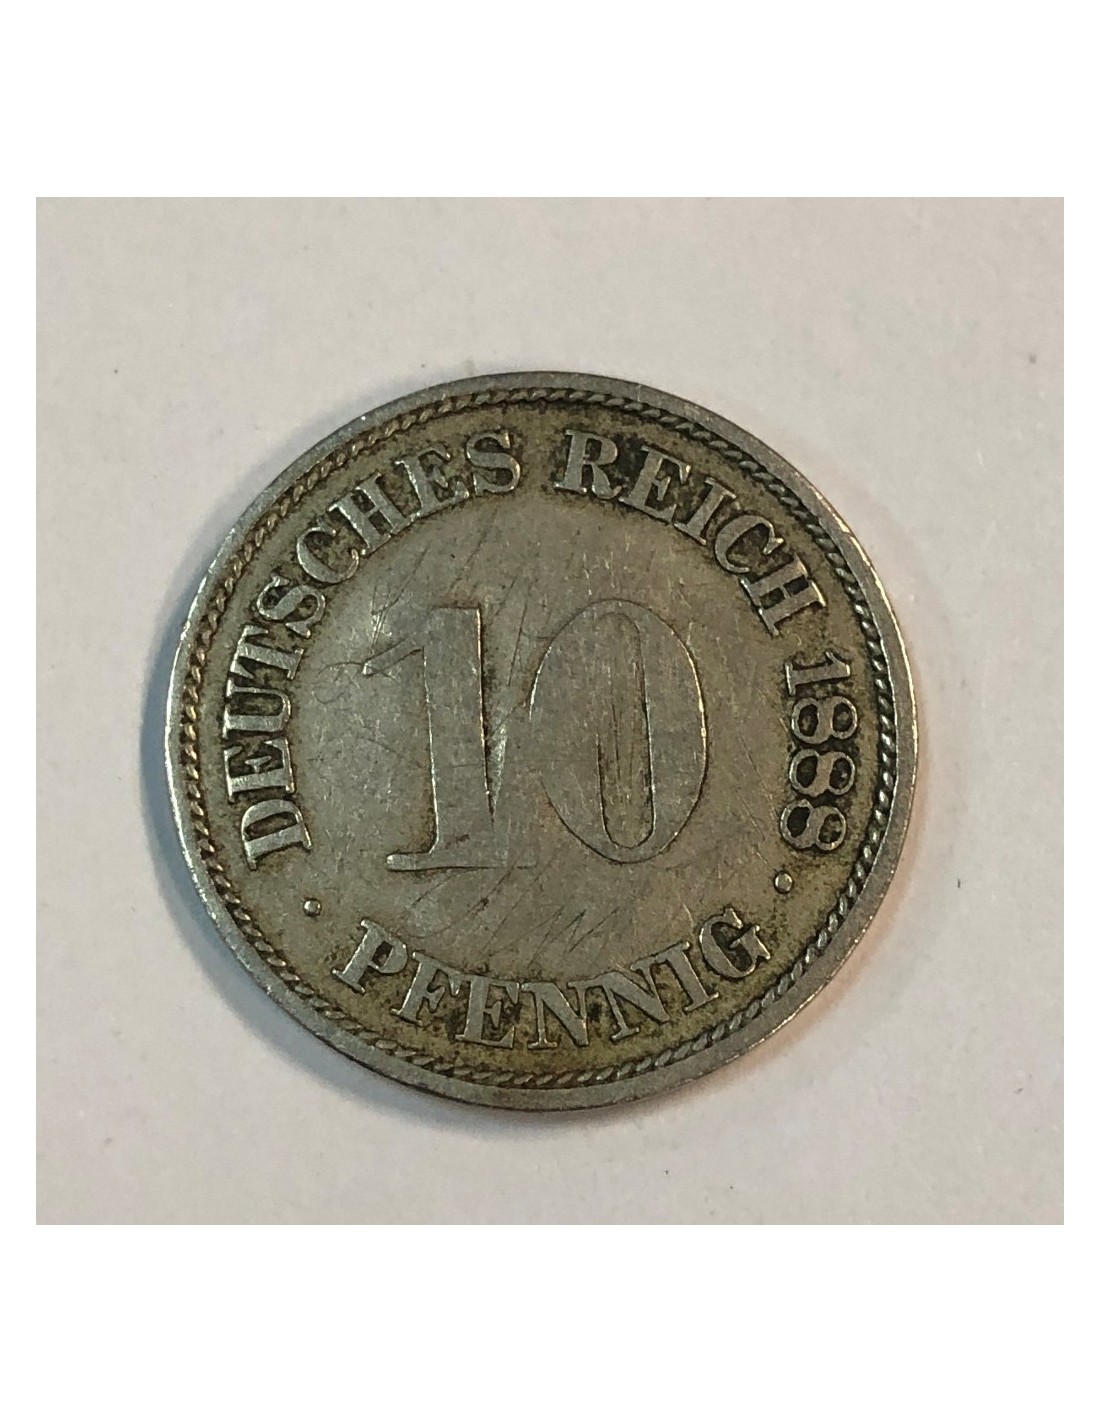 DEUTSCHES REICH 1888
10
• PFENNIG •